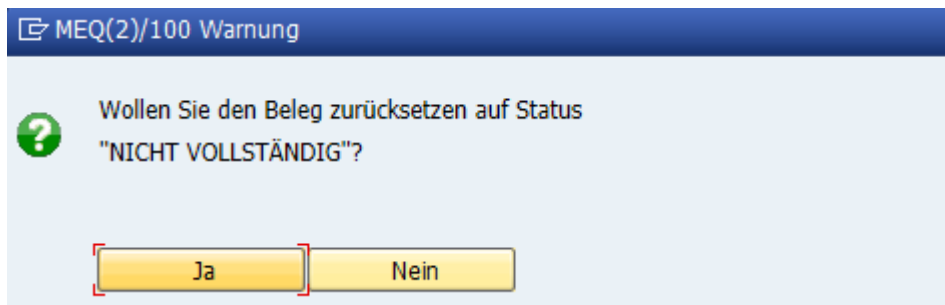 MEQ(2)/100 Warnung
Wollen Sie den Beleg zurücksetzen auf Status
"NICHT VOLLSTÄNDIG"?
Ja Nein